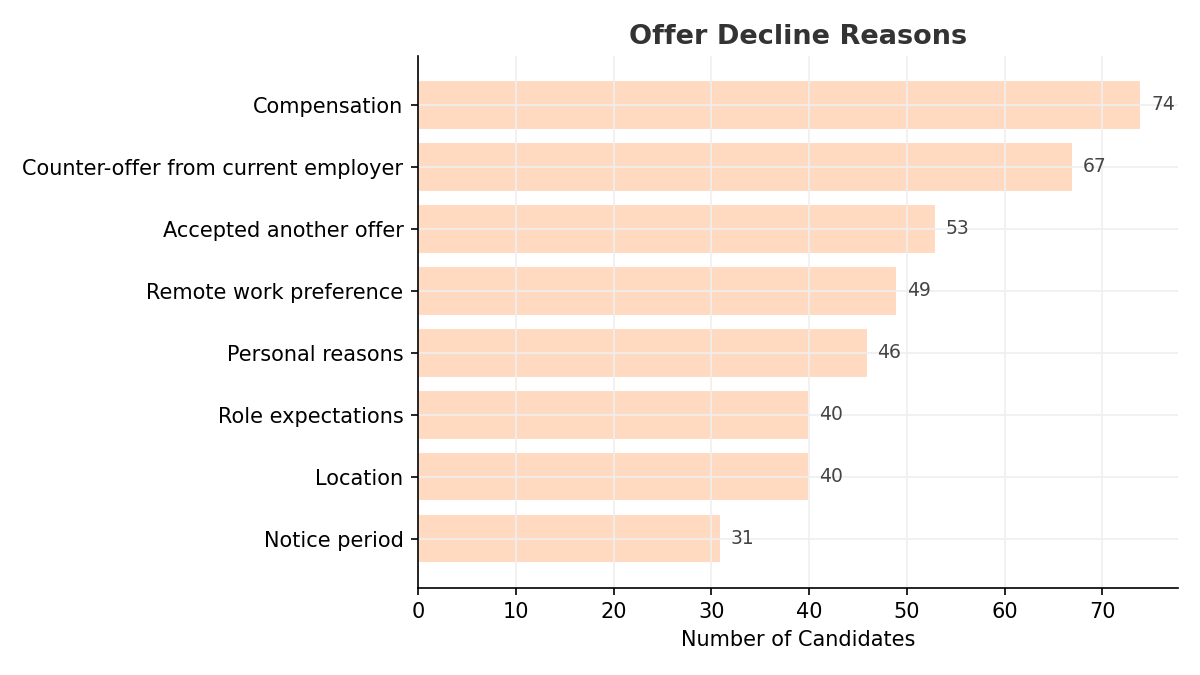 Offer Decline Reasons
Compensation 74
Counter-offer from current employer 67
Accepted another offer 53
Remote work preference 49
Personal reasons 46
Role expectations 40
Location 40
Notice period 31
0 10 20 30 40 50 60 70
Number of Candidates